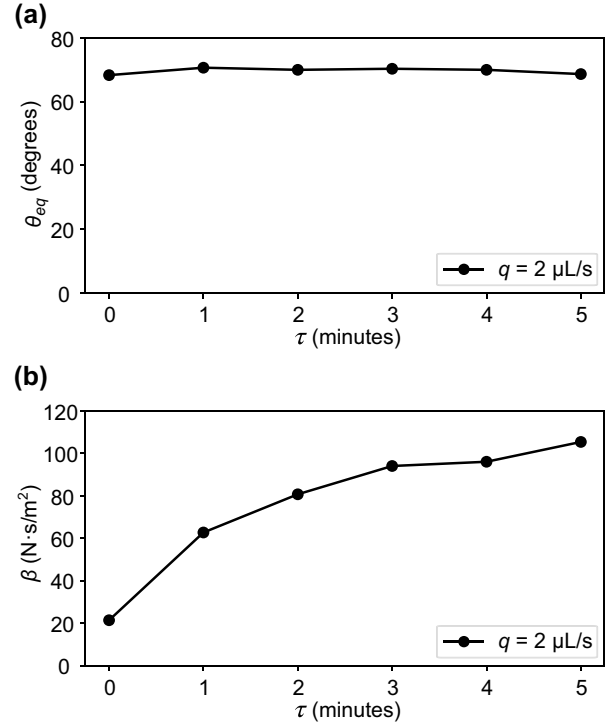 (a)
80
60
40
20
0
θeq (degrees)
q = 2 μL/s
0 1 2 3 4 5
τ (minutes)
(b)
120
100
80
60
40
20
0
β (N·s/m²)
q = 2 μL/s
0 1 2 3 4 5
τ (minutes)